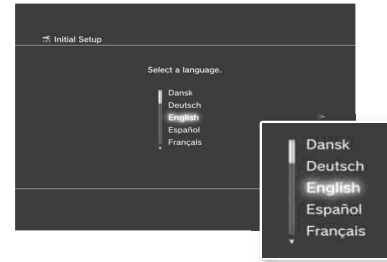 Initial Setup
Select a language.
Dansk
Deutsch
English
Español
Français
Dansk
Deutsch
English
Español
Français